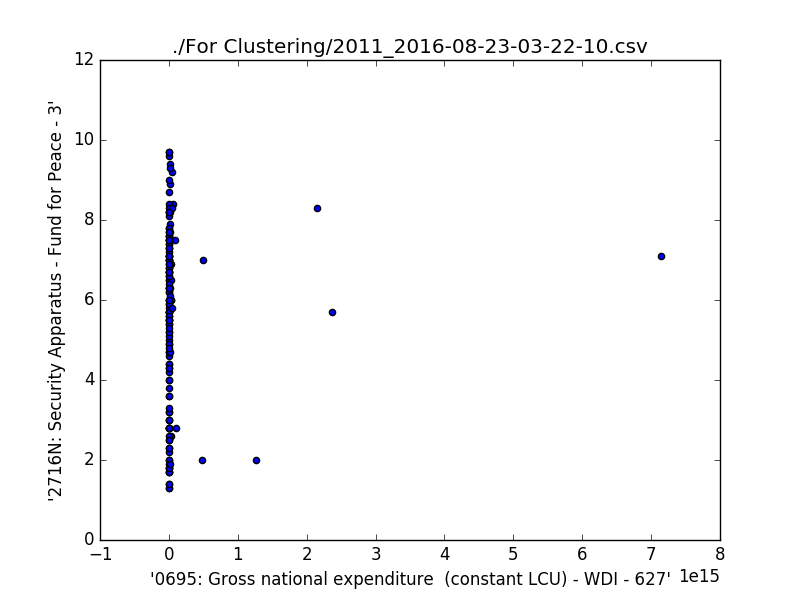 ./For Clustering/2011_2016-08-23-03-22-10.csv
12
10
8
6
4
2
0
'2716N: Security Apparatus - Fund for Peace - 3'
−1 0 1 2 3 4 5 6 7 8
1e15
'0695: Gross national expenditure  (constant LCU) - WDI - 627'